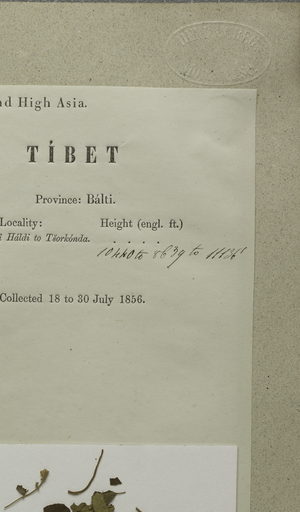 nd High Asia.
TÍBET
Province: Bálti.
Locality: Height (engl. ft.)
Háldi to Tsorkónda. . . . .
10440 to 8639 to 11136'
Collected 18 to 30 July 1856.